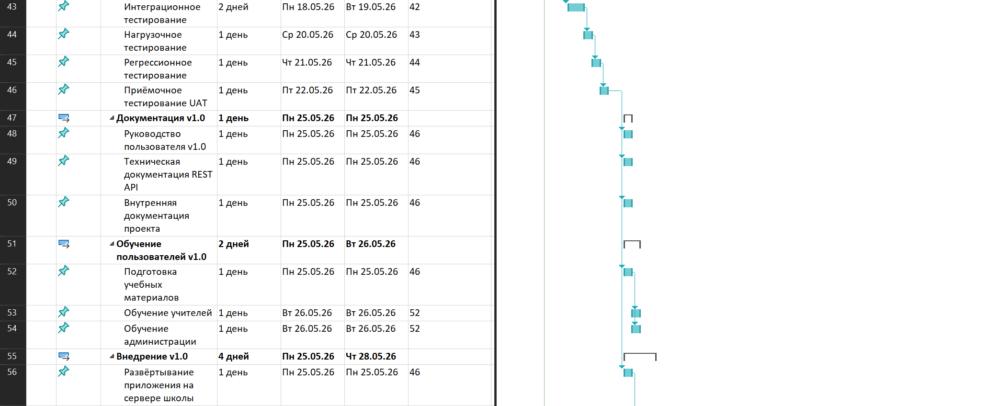 43 Интеграционное 2 дней Пн 18.05.26 Вт 19.05.26 42
тестирование
44 Нагрузочное 1 день Ср 20.05.26 Ср 20.05.26 43
тестирование
45 Регрессионное 1 день Чт 21.05.26 Чт 21.05.26 44
тестирование
46 Приёмочное 1 день Пт 22.05.26 Пт 22.05.26 45
тестирование UAT
47 Документация v1.0 1 день Пн 25.05.26 Пн 25.05.26
48 Руководство 1 день Пн 25.05.26 Пн 25.05.26 46
пользователя v1.0
49 Техническая 1 день Пн 25.05.26 Пн 25.05.26 46
документация REST
API
50 Внутренняя 1 день Пн 25.05.26 Пн 25.05.26 46
документация
проекта
51 Обучение 2 дней Пн 25.05.26 Вт 26.05.26
пользователей v1.0
52 Подготовка 1 день Пн 25.05.26 Пн 25.05.26 46
учебных
материалов
53 Обучение учителей 1 день Вт 26.05.26 Вт 26.05.26 52
54 Обучение 1 день Вт 26.05.26 Вт 26.05.26 52
администрации
55 Внедрение v1.0 4 дней Пн 25.05.26 Чт 28.05.26
56 Развёртывание 1 день Пн 25.05.26 Пн 25.05.26 46
приложения на
сервере школы